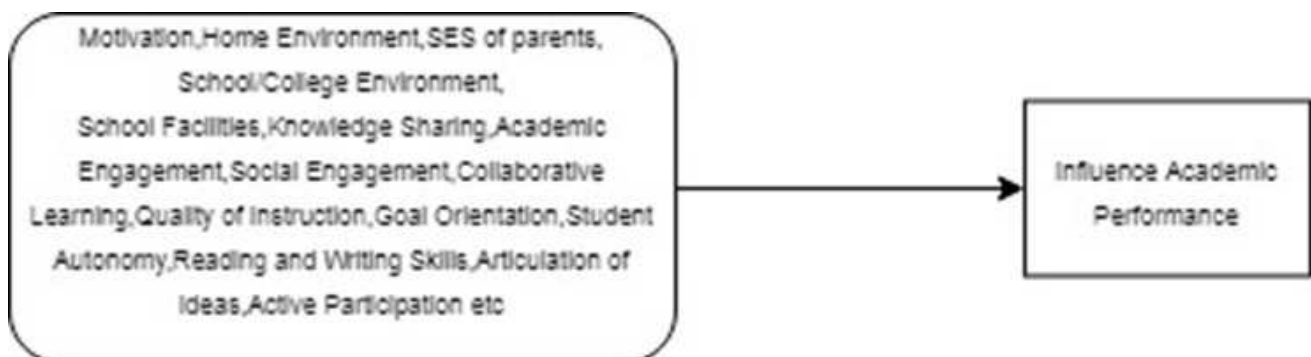 Motivation,Home Environment,SES of parents,
School/College Environment,
School Facilities,Knowledge Sharing,Academic
Engagement,Social Engagement,Collaborative
Learning,Quality of Instruction,Goal Orientation,Student
Autonomy,Reading and Writing Skills,Articulation of
Ideas,Active Participation etc
Influence Academic
Performance